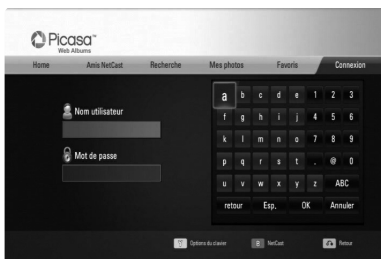 Picasa™
Web Albums
Home Amis NetCast Recherche Mes photos Favoris Connexion
Nom utilisateur
Mot de passe
a b c d e 1 2 3
f g h i j 4 5 6
k l m n o 7 8 9
p q r s t . @ 0
u v w x y z ABC
retour Esp. OK Annuler
Options du clavier NetCast Retour